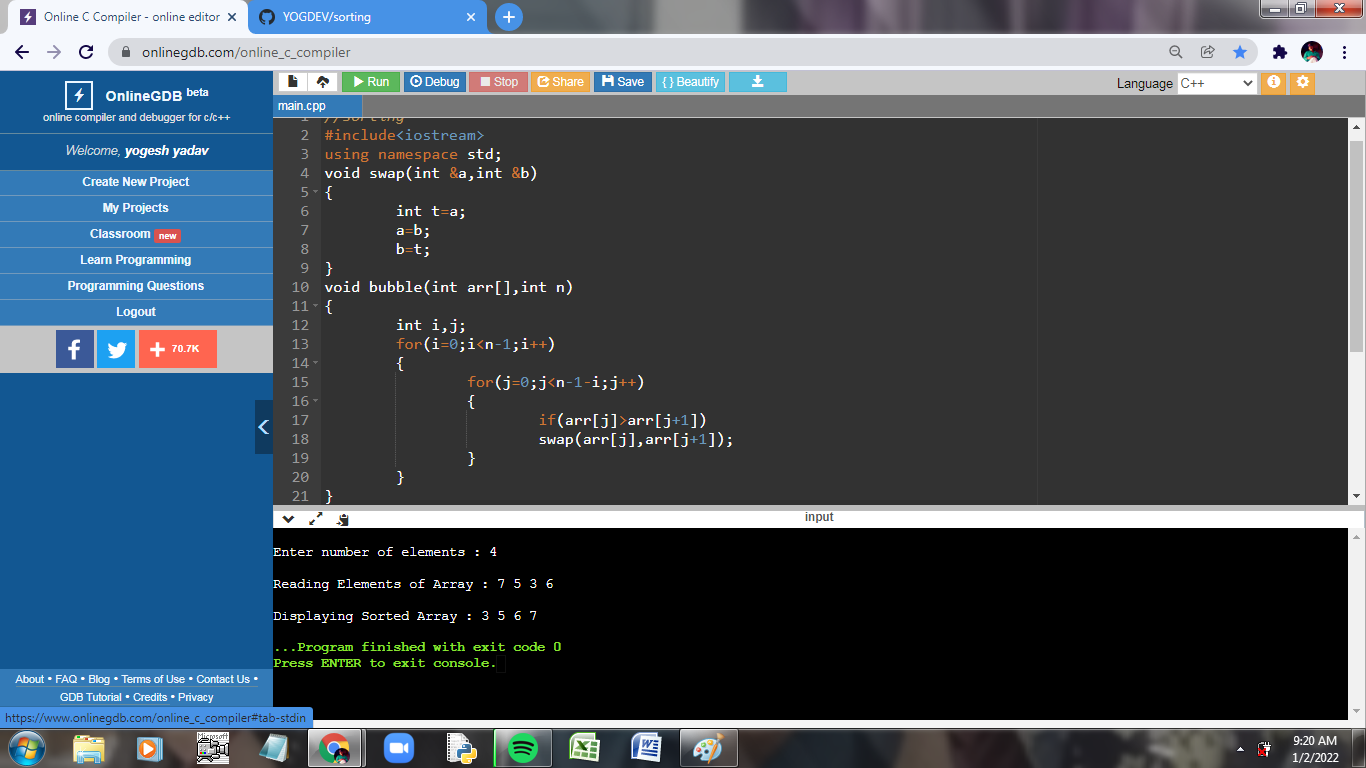 Online C Compiler - online editor
YOGDEV/sorting
onlinegdb.com/online_c_compiler
OnlineGDB beta
online compiler and debugger for c/c++
Welcome, yogesh yadav
Create New Project
My Projects
Classroom new
Learn Programming
Programming Questions
Logout
70.7K
About • FAQ • Blog • Terms of Use • Contact Us •
GDB Tutorial • Credits • Privacy
https://www.onlinegdb.com/online_c_compiler#tab-stdin
Run Debug Stop Share Save { } Beautify
Language C++
main.cpp
1 //sorting
2 #include<iostream>
3 using namespace std;
4 void swap(int &a,int &b)
5 {
6 int t=a;
7 a=b;
8 b=t;
9 }
10 void bubble(int arr[],int n)
11 {
12 int i,j;
13 for(i=0;i<n-1;i++)
14 {
15 for(j=0;j<n-1-i;j++)
16 {
17 if(arr[j]>arr[j+1])
18 swap(arr[j],arr[j+1]);
19 }
20 }
21 }
input
Enter number of elements : 4
Reading Elements of Array : 7 5 3 6
Displaying Sorted Array : 3 5 6 7
...Program finished with exit code 0
Press ENTER to exit console.
Microsoft
9:20 AM
1/2/2022